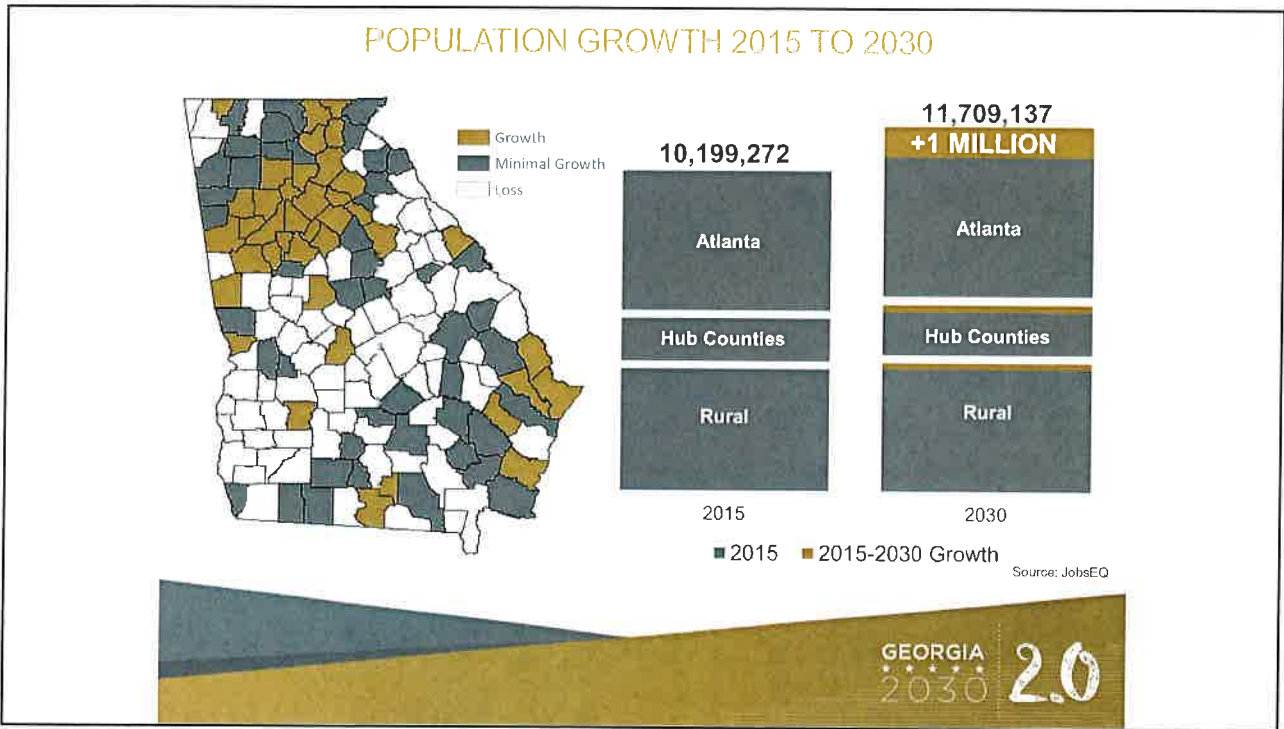 POPULATION GROWTH 2015 TO 2030
Growth
Minimal Growth
Loss
10,199,272
Atlanta
Hub Counties
Rural
2015
11,709,137
+1 MILLION
Atlanta
Hub Counties
Rural
2030
2015 2015-2030 Growth
Source: JobsEQ
GEORGIA
2030
2.0